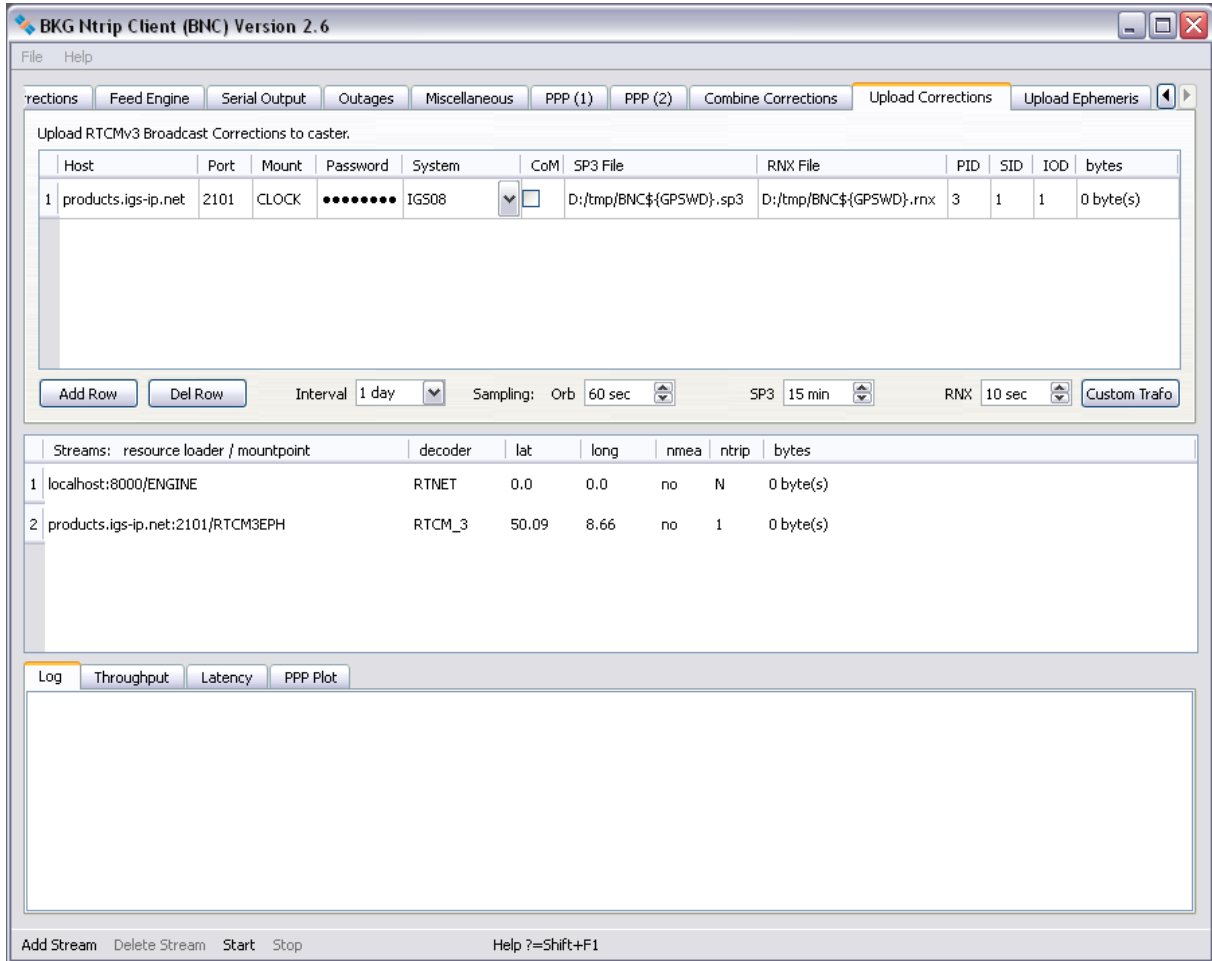 BKG Ntrip Client (BNC) Version 2.6
File Help
rrections Feed Engine Serial Output Outages Miscellaneous PPP (1) PPP (2) Combine Corrections Upload Corrections Upload Ephemeris
Upload RTCMv3 Broadcast Corrections to caster.
Host Port Mount Password System CoM SP3 File RNX File PID SID IOD bytes
1 products.igs-ip.net 2101 CLOCK ●●●●●●●● IGS08 D:/tmp/BNC${GPSWD}.sp3 D:/tmp/BNC${GPSWD}.rnx 3 1 1 0 byte(s)
Add Row Del Row Interval 1 day Sampling: Orb 60 sec SP3 15 min RNX 10 sec Custom Trafo
Streams: resource loader / mountpoint decoder lat long nmea ntrip bytes
1 localhost:8000/ENGINE RTNET 0.0 0.0 no N 0 byte(s)
2 products.igs-ip.net:2101/RTCM3EPH RTCM_3 50.09 8.66 no 1 0 byte(s)
Log Throughput Latency PPP Plot
Add Stream Delete Stream Start Stop Help ?=Shift+F1